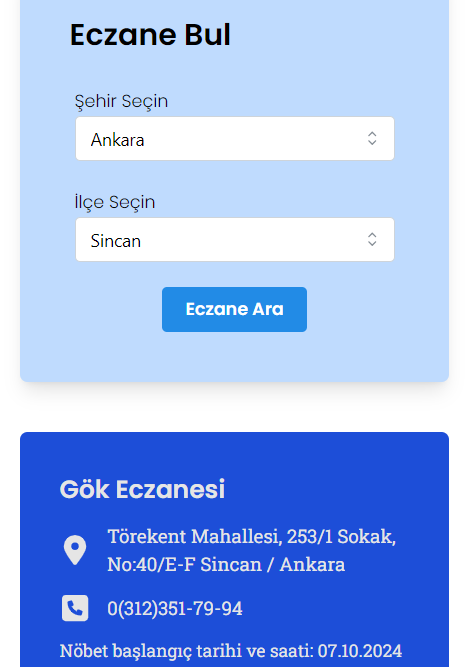 Eczane Bul
Şehir Seçin
Ankara
İlçe Seçin
Sincan
Eczane Ara
Gök Eczanesi
Törekent Mahallesi, 253/1 Sokak,
No:40/E-F Sincan / Ankara
0(312)351-79-94
Nöbet başlangıç tarihi ve saati: 07.10.2024